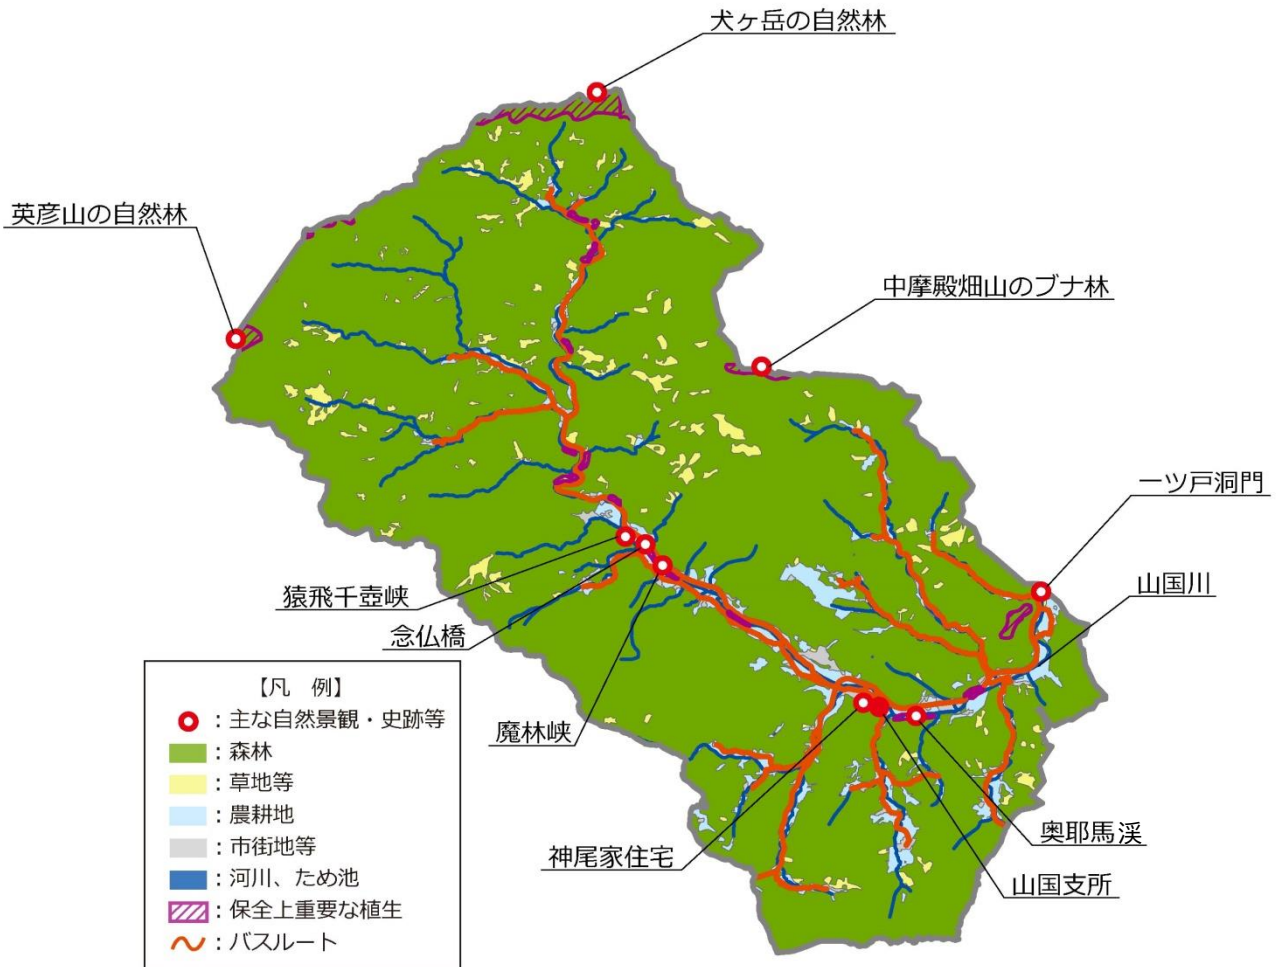 犬ヶ岳の自然林
英彦山の自然林
中摩殿畑山のブナ林
一ツ戸洞門
山国川
猿飛千壺峡
念仏橋
魔林峡
神尾家住宅
奥耶馬渓
山国支所
【凡　例】
：主な自然景観・史跡等
：森林
：草地等
：農耕地
：市街地等
：河川、ため池
：保全上重要な植生
：バスルート